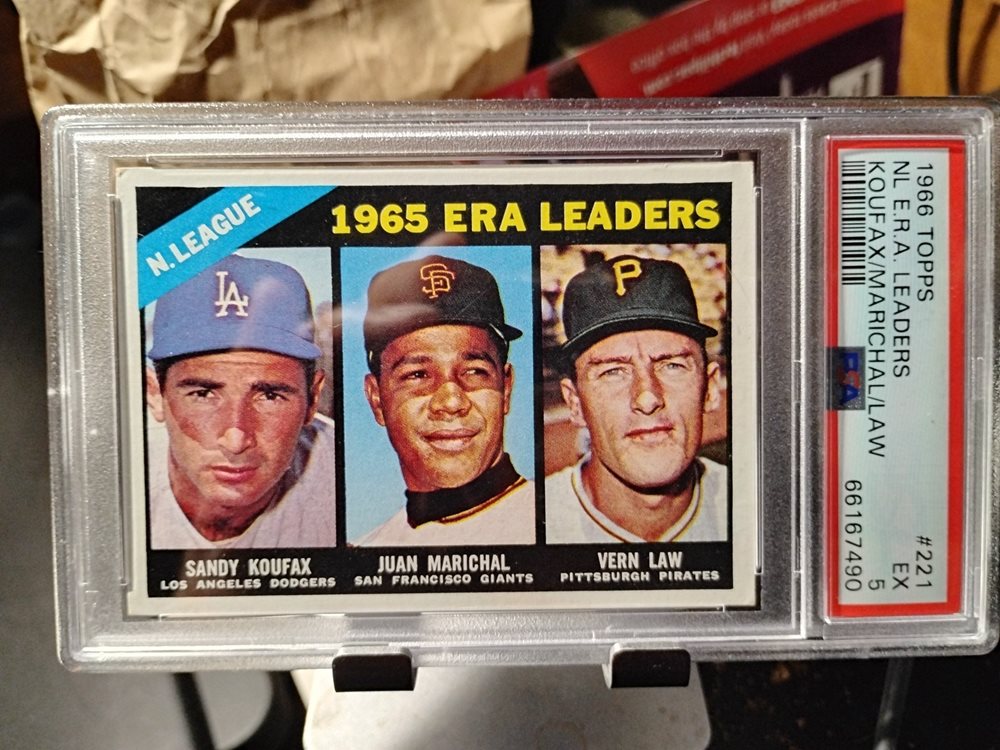 N. LEAGUE
1965 ERA LEADERS
LA
SF
P
SANDY KOUFAX
LOS ANGELES DODGERS
JUAN MARICHAL
SAN FRANCISCO GIANTS
VERN LAW
PITTSBURGH PIRATES
1966 TOPPS
#221
NL E.R.A. LEADERS
EX
KOUFAX/MARICHAL/LAW
5
PSA
66167490